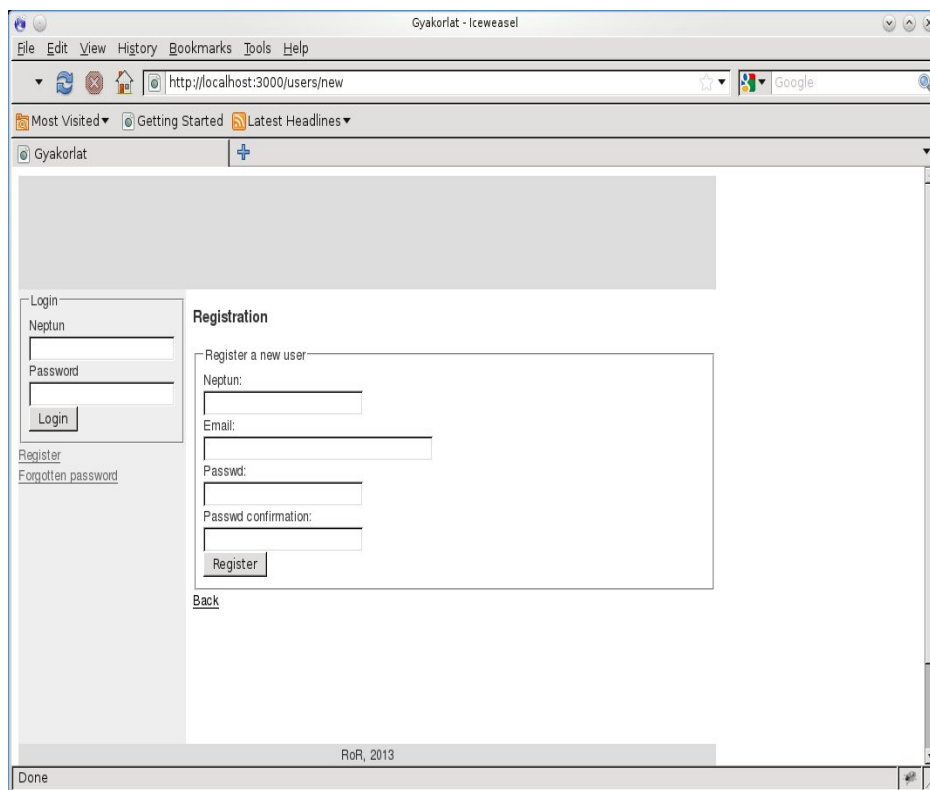 Gyakorlat - Iceweasel
File Edit View History Bookmarks Tools Help
http://localhost:3000/users/new
Google
Most Visited Getting Started Latest Headlines
Gyakorlat
Login
Neptun
Password
Login
Register
Forgotten password
Registration
Register a new user
Neptun:
Email:
Passwd:
Passwd confirmation:
Register
Back
RoR, 2013
Done